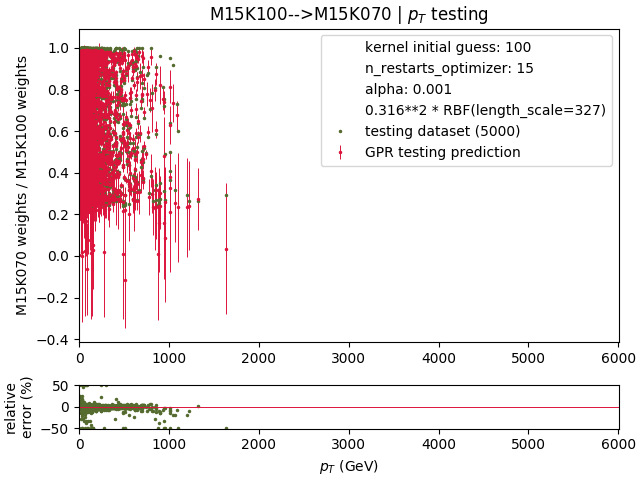 M15K100-->M15K070 | pT testing
M15K070 weights / M15K100 weights
1.0
0.8
0.6
0.4
0.2
0.0
−0.2
−0.4
kernel initial guess: 100
n_restarts_optimizer: 15
alpha: 0.001
0.316**2 * RBF(length_scale=327)
testing dataset (5000)
GPR testing prediction
0 1000 2000 3000 4000 5000 6000
relative
error (%)
50
0
−50
0 1000 2000 3000 4000 5000 6000
pT (GeV)